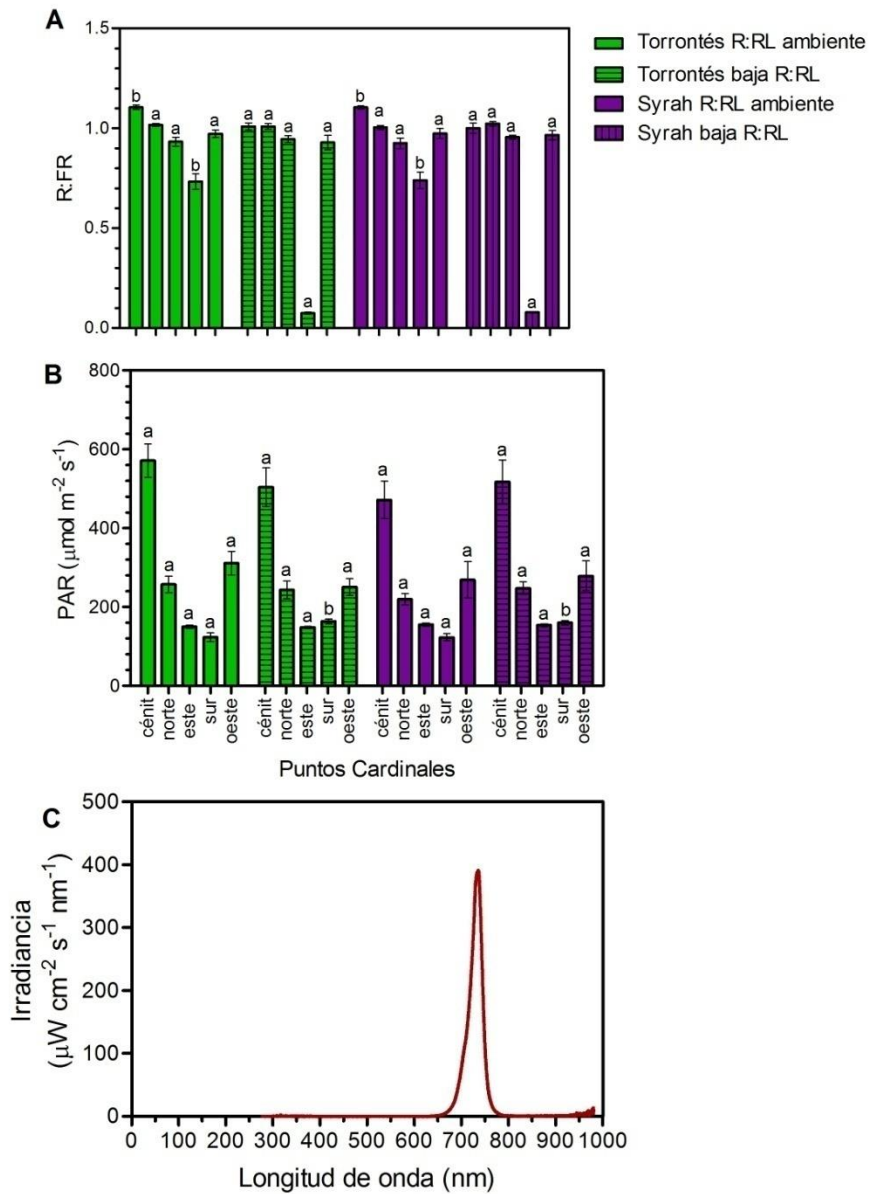 A
1.5
1.0
0.5
0.0
R:FR
b a a b a a a a a a b a a b a a a a a a
Torrontés R:RL ambiente
Torrontés baja R:RL
Syrah R:RL ambiente
Syrah baja R:RL
B
800
600
400
200
0
PAR (μmol m⁻² s⁻¹)
a a a a a a a a b a a a a a a a a a b a
cénit norte este sur oeste cénit norte este sur oeste cénit norte este sur oeste cénit norte este sur oeste
Puntos Cardinales
C
500
400
300
200
100
0
Irradiancia
(μW cm⁻² s⁻¹ nm⁻¹)
0 100 200 300 400 500 600 700 800 900 1000
Longitud de onda (nm)